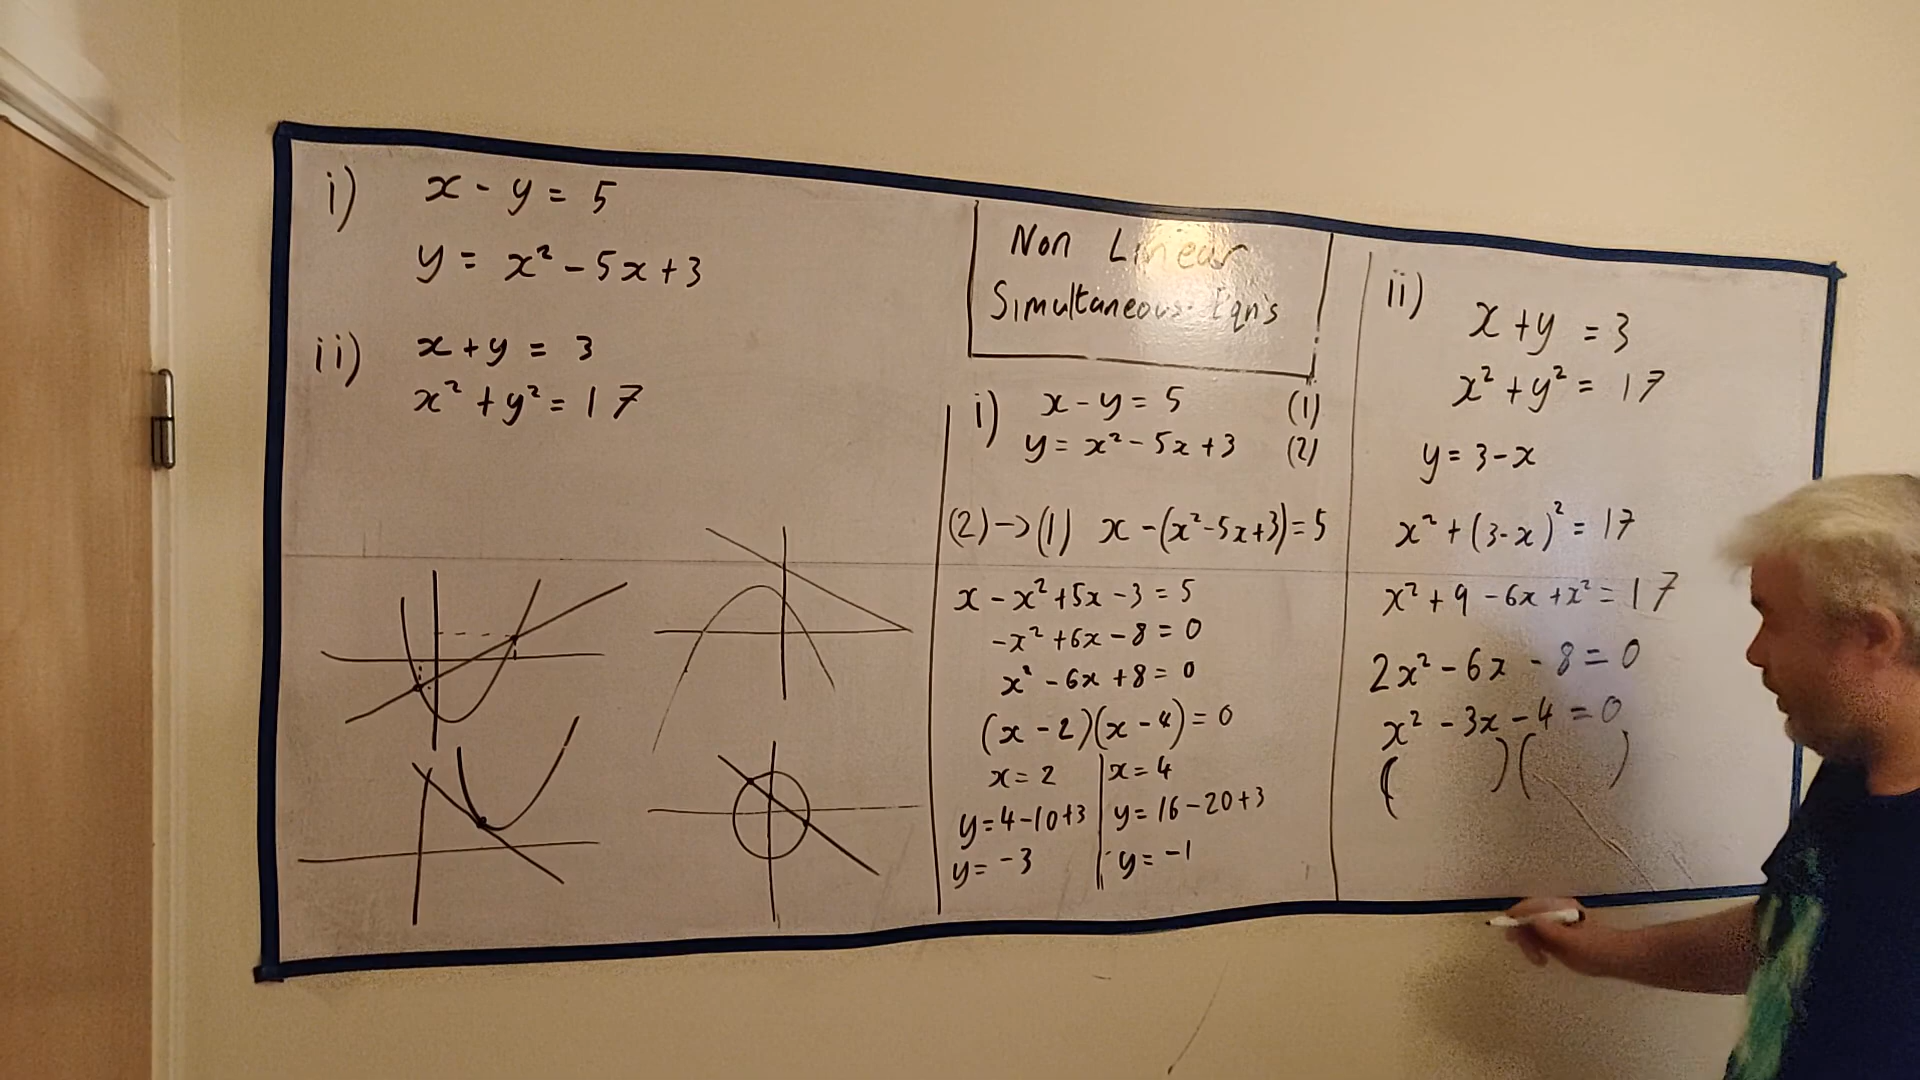 i) x - y = 5
y = x² - 5x + 3
ii) x + y = 3
x² + y² = 17
Non Linear
Simultaneous Eqn's
i) x - y = 5 (1)
y = x² - 5x + 3 (2)
(2) -> (1) x - (x² - 5x + 3) = 5
x - x² + 5x - 3 = 5
-x² + 6x - 8 = 0
x² - 6x + 8 = 0
(x - 2)(x - 4) = 0
x = 2 | x = 4
y = 4 - 10 + 3 | y = 16 - 20 + 3
y = -3 | y = -1
ii) x + y = 3
x² + y² = 17
y = 3 - x
x² + (3 - x)² = 17
x² + 9 - 6x + x² = 17
2x² - 6x - 8 = 0
x² - 3x - 4 = 0
( )( )